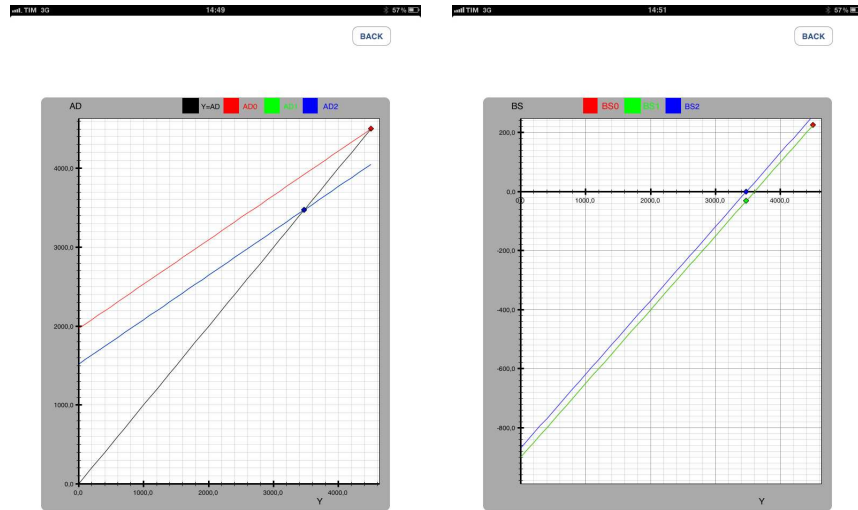 TIM 3G 14:49 57%
BACK
AD Y=AD AD0 AD1 AD2
4000,0
3000,0
2000,0
1000,0
0,0
0,0 1000,0 2000,0 3000,0 4000,0
Y
TIM 3G 14:51 57%
BACK
BS BS0 BS1 BS2
200,0
0,0
0,0 1000,0 2000,0 3000,0 4000,0
-200,0
-400,0
-600,0
-800,0
Y